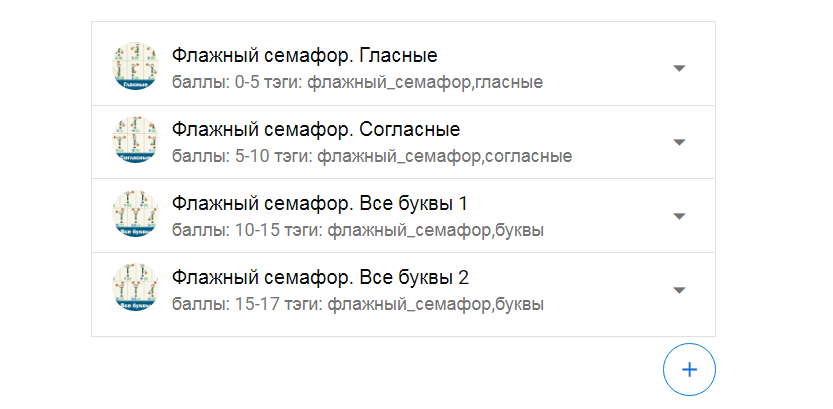 Флажный семафор. Гласные
баллы: 0-5 тэги: флажный_семафор,гласные
Гласные
Флажный семафор. Согласные
баллы: 5-10 тэги: флажный_семафор,согласные
Согласные
Флажный семафор. Все буквы 1
баллы: 10-15 тэги: флажный_семафор,буквы
Все буквы
Флажный семафор. Все буквы 2
баллы: 15-17 тэги: флажный_семафор,буквы
Все буквы
+